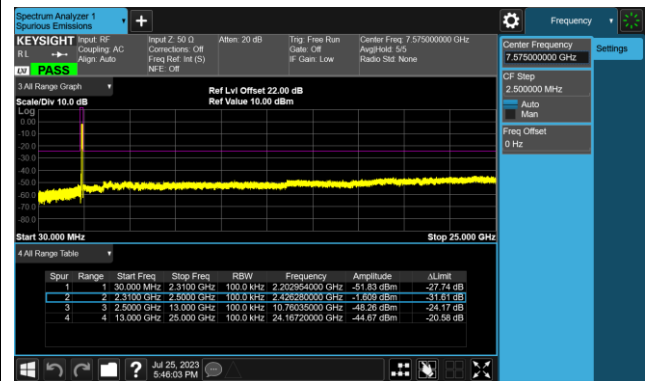 Spectrum Analyzer 1
Spurious Emissions
Frequency
KEYSIGHT
Input: RF
Input Z: 50 Ω
Atten: 20 dB
Trig: Free Run
Center Freq: 7.575000000 GHz
RL
Coupling: AC
Corrections: Off
Gate: Off
Avg|Hold: 5/5
Align: Auto
Freq Ref: Int (S)
IF Gain: Low
Radio Std: None
LXI
PASS
NFE: Off
Center Frequency
Settings
7.575000000 GHz
CF Step
2.500000 MHz
Auto
Man
Freq Offset
0 Hz
3 All Range Graph
Ref Lvl Offset 22.00 dB
Scale/Div 10.0 dB
Ref Value 10.00 dBm
Log
0.00
-10.0
-20.0
-30.0
-40.0
-50.0
-60.0
-70.0
-80.0
Start 30.000 MHz
Stop 25.000 GHz
4 All Range Table
Spur Range Start Freq Stop Freq RBW Frequency Amplitude ΔLimit
1 1 30.000 MHz 2.3100 GHz 100.0 kHz 2.202954000 GHz -51.83 dBm -27.74 dB
2 2 2.3100 GHz 2.5000 GHz 100.0 kHz 2.426280000 GHz -1.609 dBm -31.61 dB
3 3 2.5000 GHz 13.000 GHz 100.0 kHz 10.76035000 GHz -48.26 dBm -24.17 dB
4 4 13.000 GHz 25.000 GHz 100.0 kHz 24.16720000 GHz -44.67 dBm -20.58 dB
?
Jul 25, 2023
5:46:03 PM